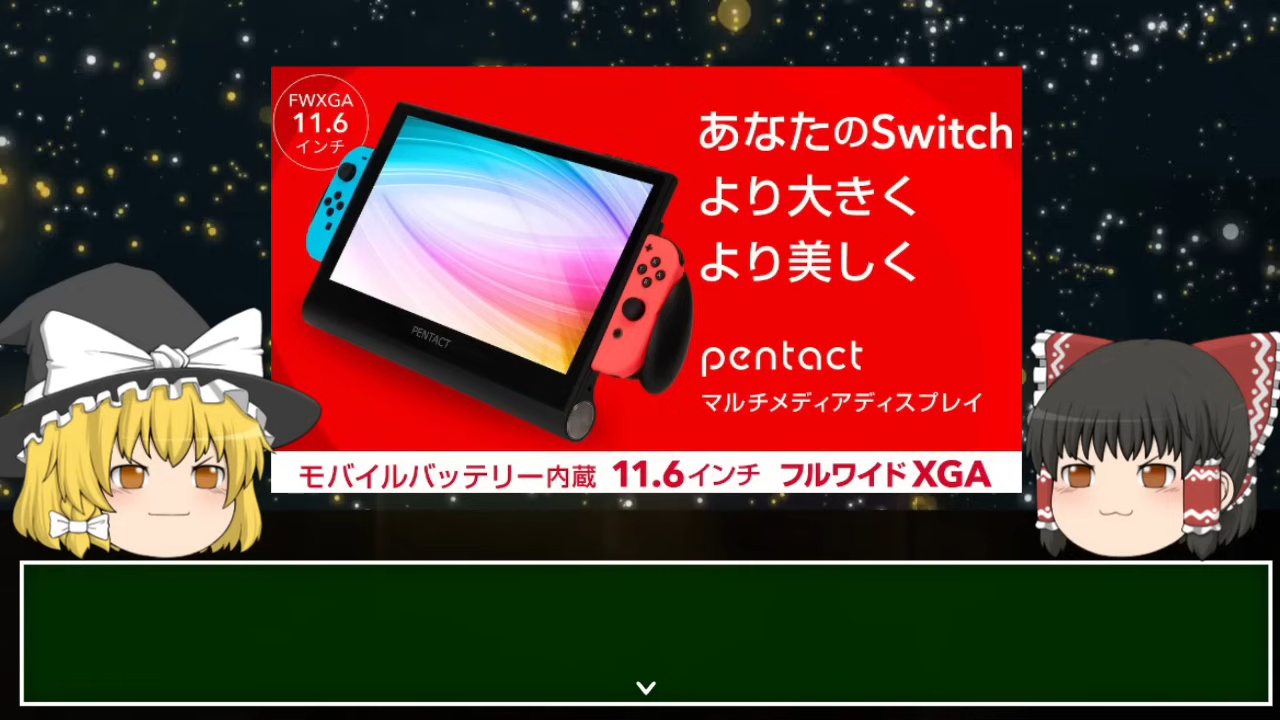 FWXGA
11.6
インチ
あなたのSwitch
より大きく
より美しく
PENTACT
pentact
マルチメディアディスプレイ
モバイルバッテリー内蔵 11.6インチ フルワイドXGA